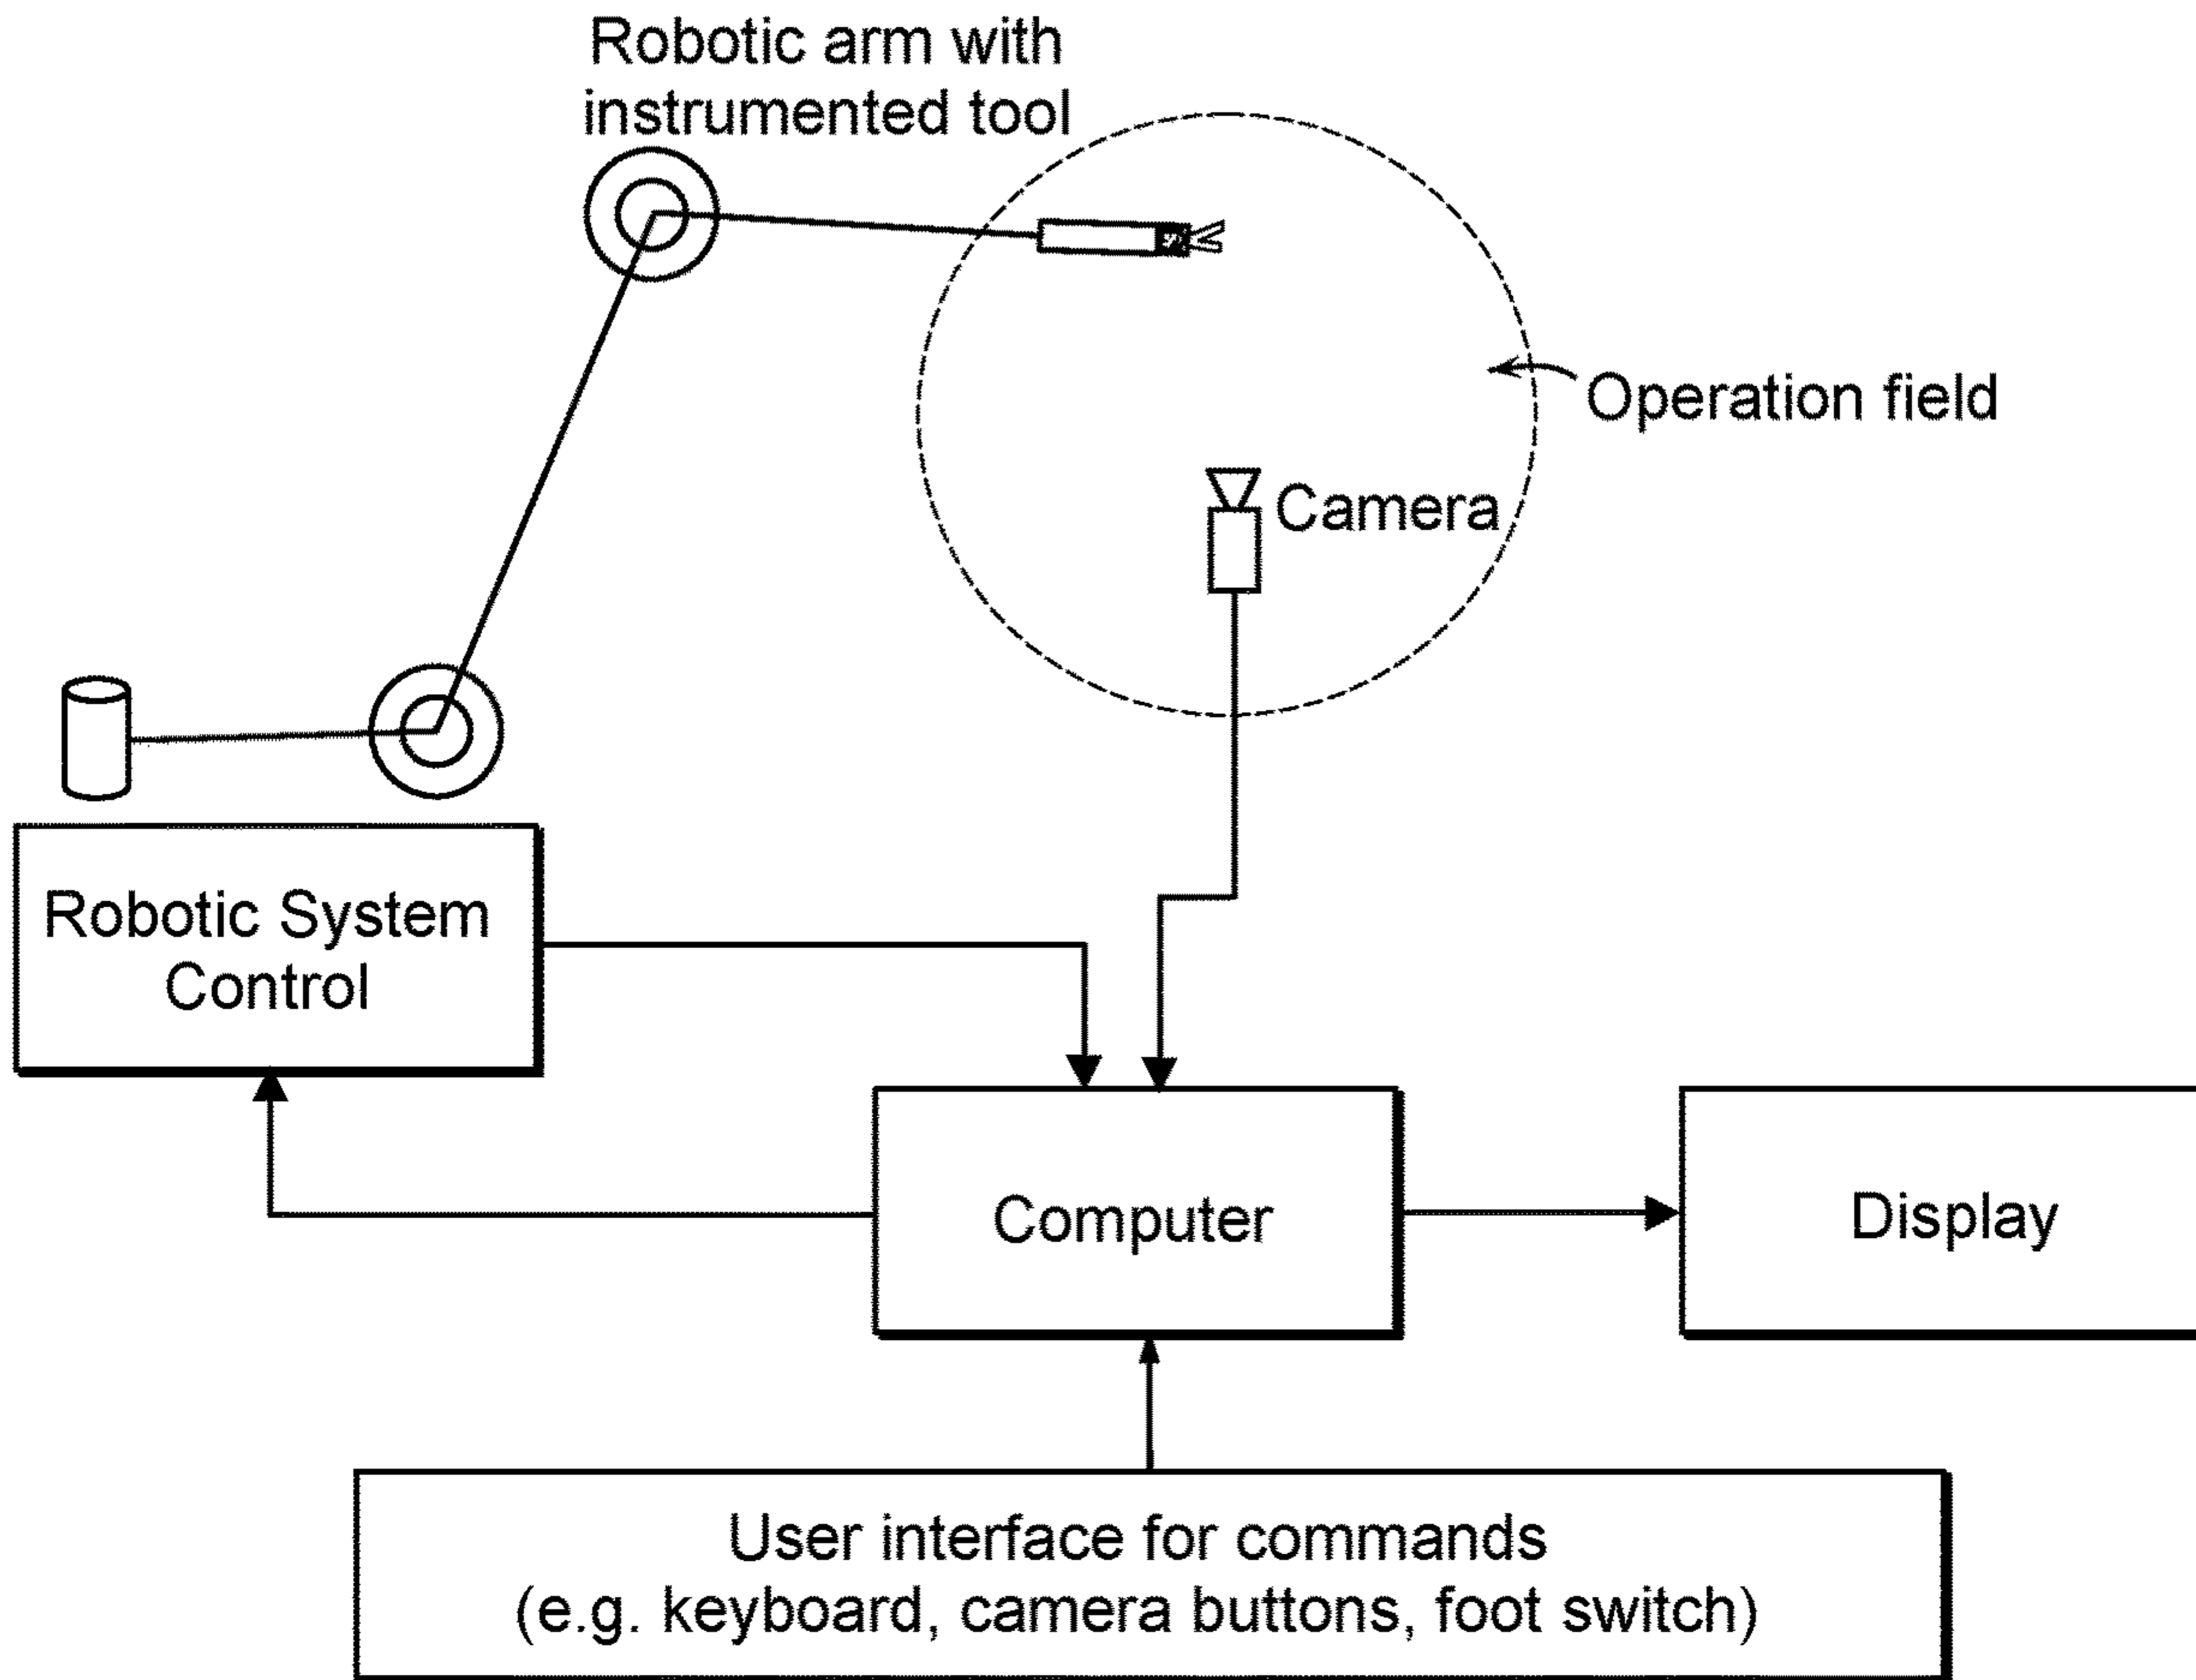 Robotic arm with
instrumented tool
Operation field
Camera
Robotic System
Control
Computer
Display
User interface for commands
(e.g. keyboard, camera buttons, foot switch)